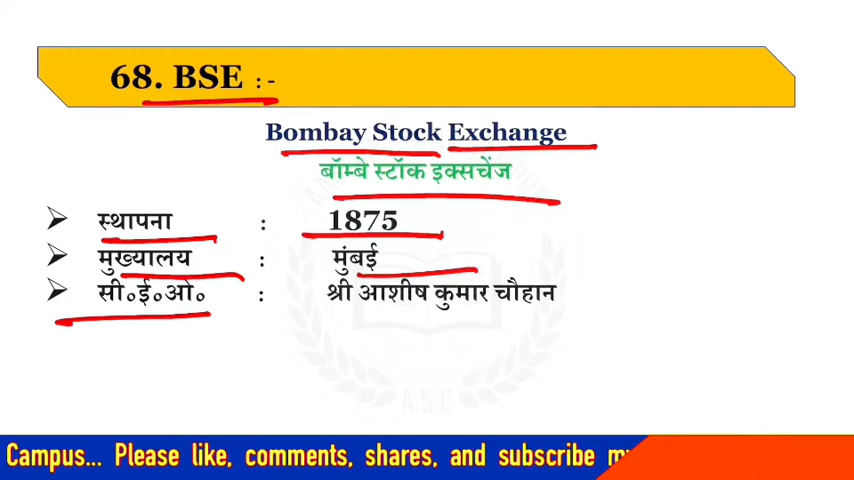 68. BSE :-
Bombay Stock Exchange
बॉम्बे स्टॉक इक्सचेंज
➢ स्थापना : 1875
➢ मुख्यालय : मुंबई
➢ सी०ई०ओ० : श्री आशीष कुमार चौहान
A.S.C
Campus... Please like, comments, shares, and subscribe